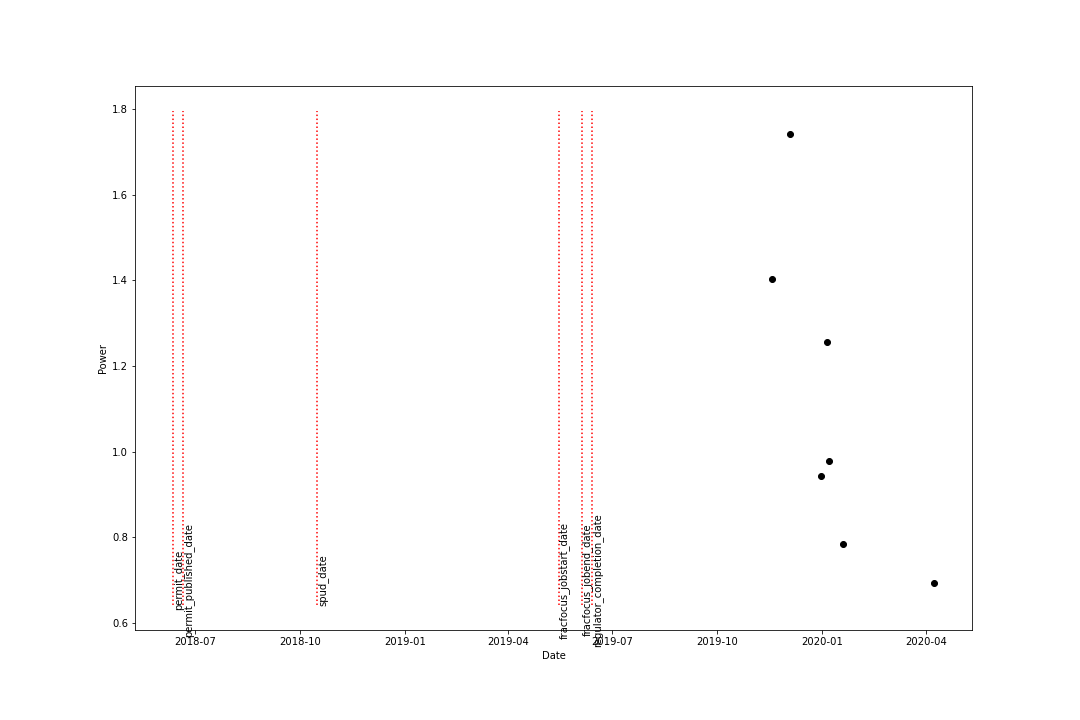 1.8
1.6
1.4
1.2
1.0
0.8
0.6
Power
permit_date
permit_published_date
spud_date
fracfocus_jobstart_date
fracfocus_jobend_date
regulator_completion_date
2018-07
2018-10
2019-01
2019-04
2019-07
2019-10
2020-01
2020-04
Date